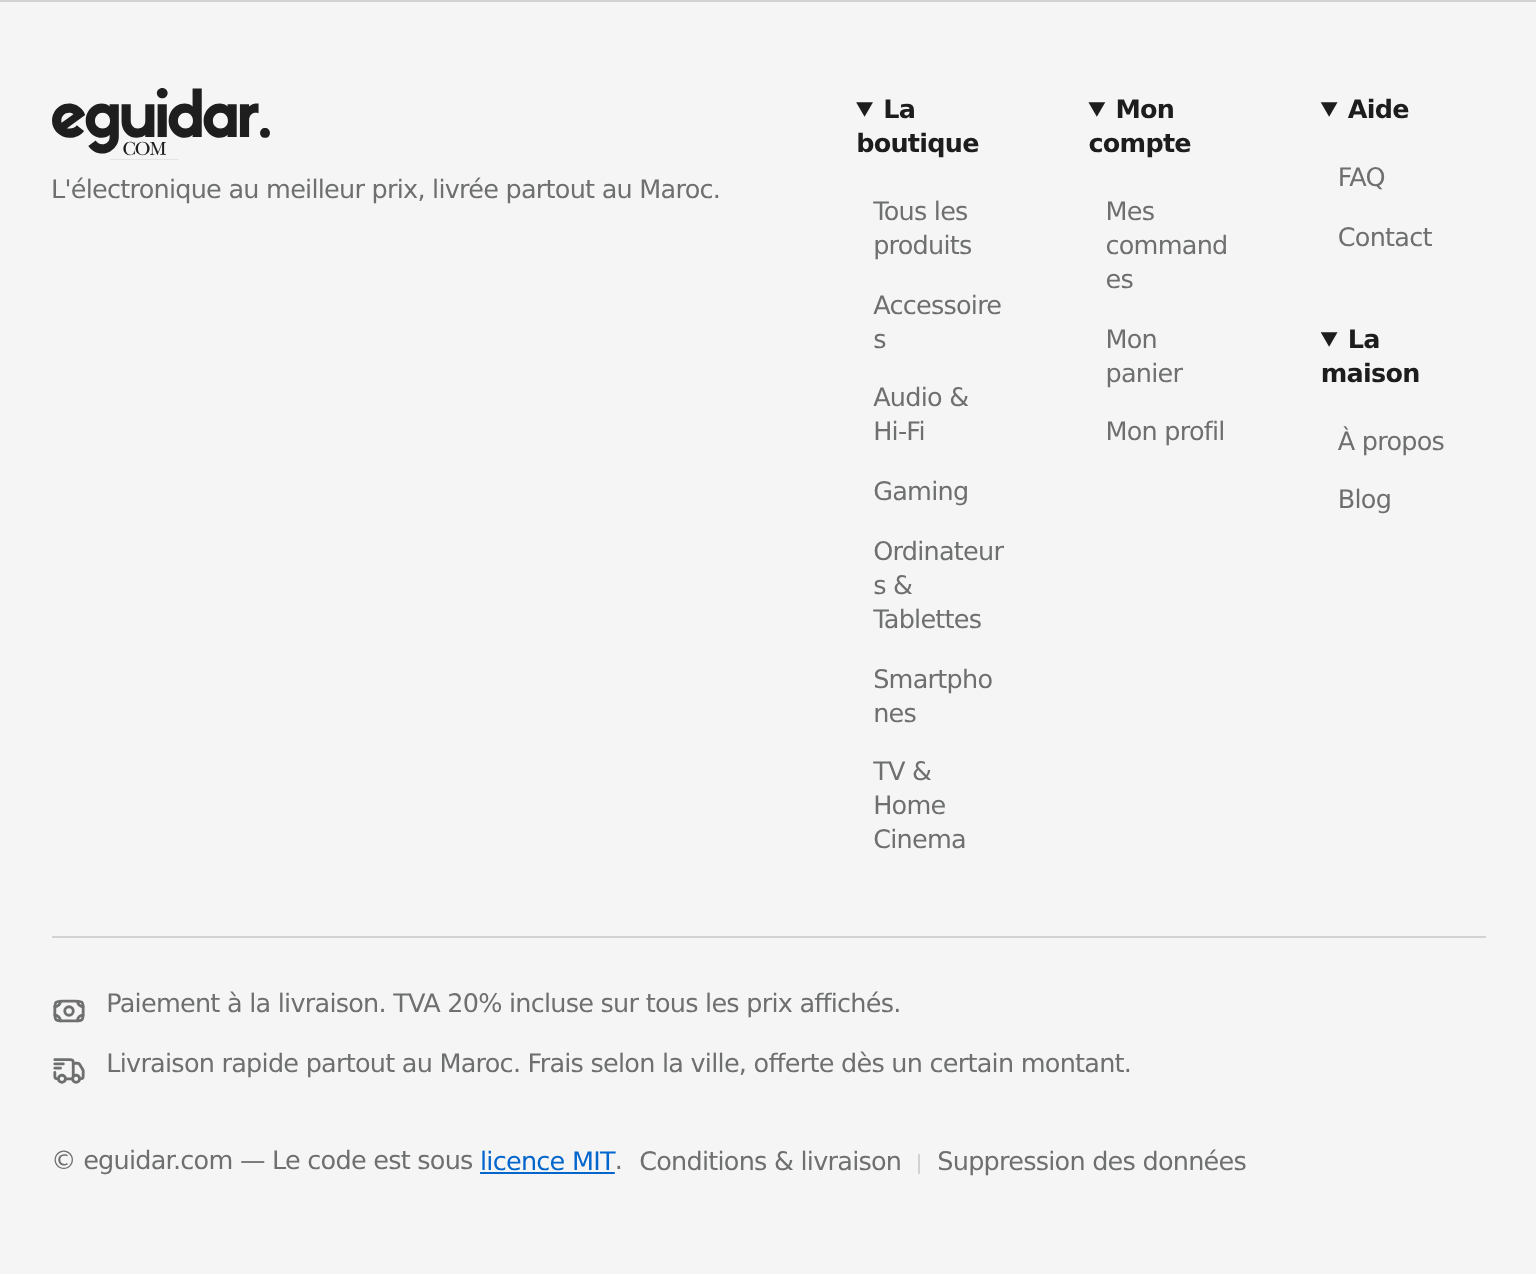 eguidar.
COM
L'électronique au meilleur prix, livrée partout au Maroc.
La
boutique
Tous les
produits
Accessoire
s
Audio &
Hi-Fi
Gaming
Ordinateur
s &
Tablettes
Smartpho
nes
TV &
Home
Cinema
Mon
compte
Mes
command
es
Mon
panier
Mon profil
Aide
FAQ
Contact
La
maison
À propos
Blog
Paiement à la livraison. TVA 20% incluse sur tous les prix affichés.
Livraison rapide partout au Maroc. Frais selon la ville, offerte dès un certain montant.
© eguidar.com — Le code est sous licence MIT. Conditions & livraison | Suppression des données